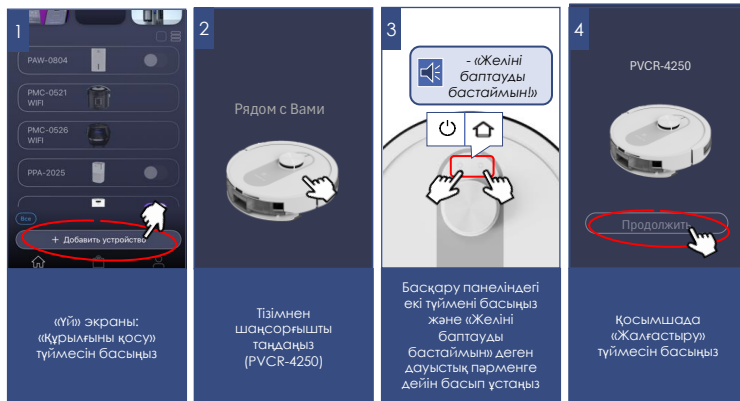 1
PAW-0804
PMC-0521
WIFI
PMC-0526
WIFI
PPA-2025
Все
+ Добавить устройство
«Үй» экраны:
«Құрылғыны қосу»
түймесін басыңыз
2
Рядом с Вами
Тізімнен
шаңсорғышты
таңдаңыз
(PVCR-4250)
3
- «Желіні
баптауды
бастаймын!»
Басқару панеліндегі
екі түймені басыңыз
және «Желіні
баптауды
бастаймын» деген
дауыстық пәрменге
дейін басып ұстаңыз
4
PVCR-4250
Продолжить
Қосымшада
«Жалғастыру»
түймесін басыңыз